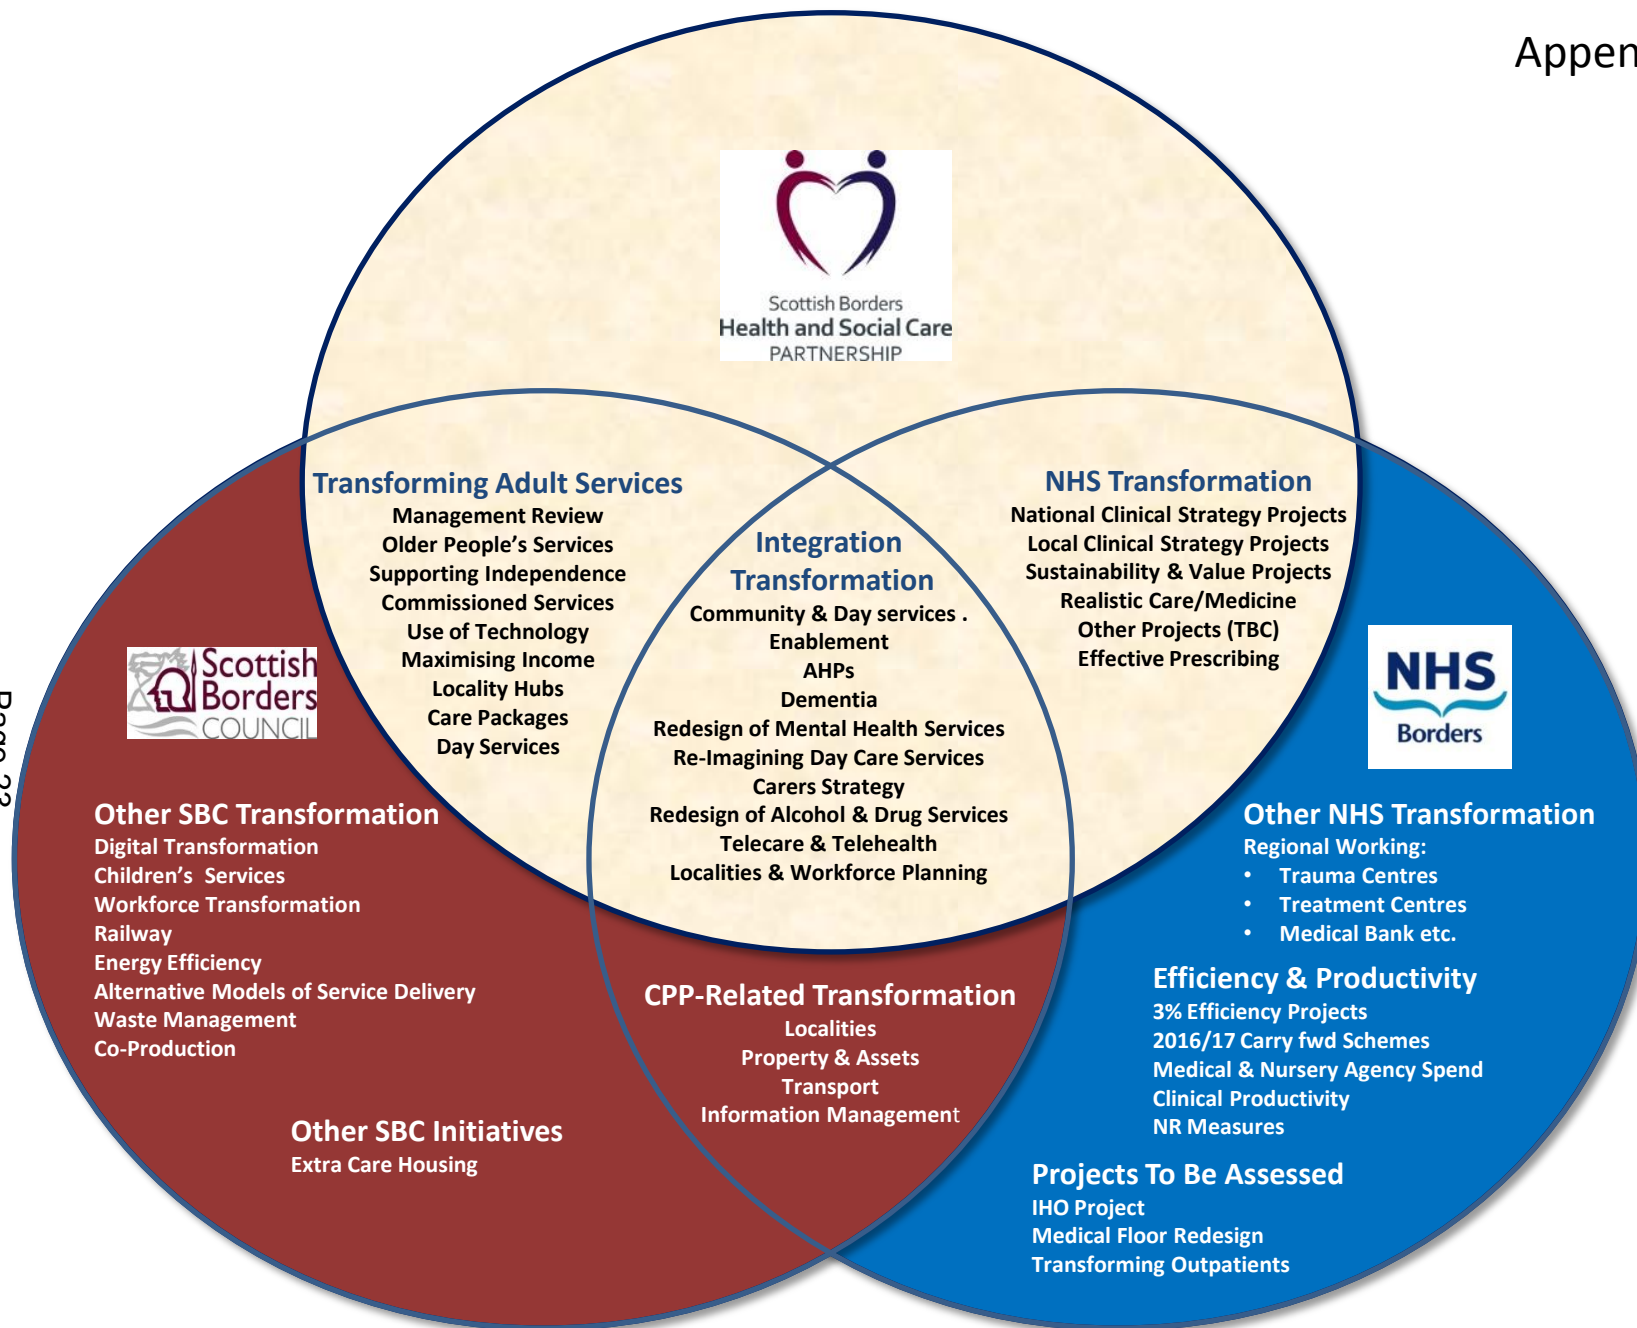 Appen
Scottish Borders
Health and Social Care
PARTNERSHIP
Transforming Adult Services
Management Review
Older People's Services
Supporting Independence
Commissioned Services
Use of Technology
Maximising Income
Locality Hubs
Care Packages
Day Services
Integration
Transformation
Community & Day services .
Enablement
AHPs
Dementia
Redesign of Mental Health Services
Re-Imagining Day Care Services
Carers Strategy
Redesign of Alcohol & Drug Services
Telecare & Telehealth
Localities & Workforce Planning
NHS Transformation
National Clinical Strategy Projects
Local Clinical Strategy Projects
Sustainability & Value Projects
Realistic Care/Medicine
Other Projects (TBC)
Effective Prescribing
Scottish
Borders
COUNCIL
NHS
Borders
Other SBC Transformation
Digital Transformation
Children's  Services
Workforce Transformation
Railway
Energy Efficiency
Alternative Models of Service Delivery
Waste Management
Co-Production
Other SBC Initiatives
Extra Care Housing
CPP-Related Transformation
Localities
Property & Assets
Transport
Information Management
Other NHS Transformation
Regional Working:
• Trauma Centres
• Treatment Centres
• Medical Bank etc.
Efficiency & Productivity
3% Efficiency Projects
2016/17 Carry fwd Schemes
Medical & Nursery Agency Spend
Clinical Productivity
NR Measures
Projects To Be Assessed
IHO Project
Medical Floor Redesign
Transforming Outpatients